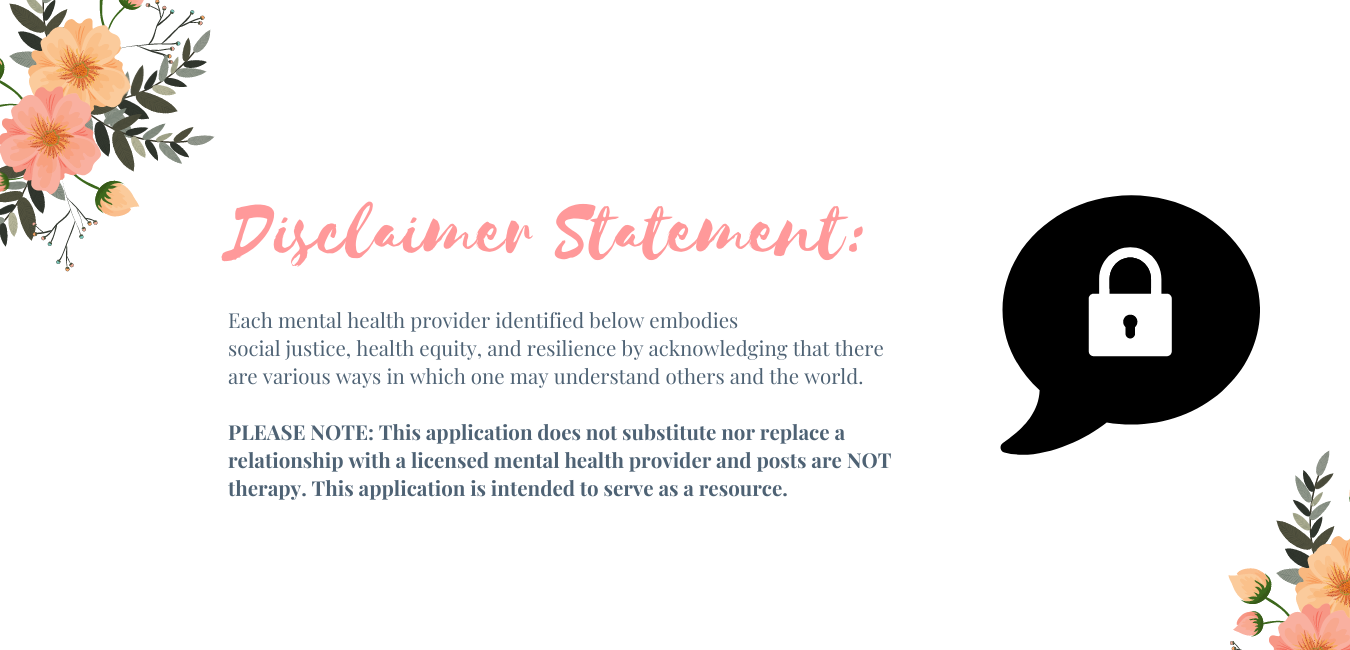 Disclaimer Statement:
Each mental health provider identified below embodies
social justice, health equity, and resilience by acknowledging that there
are various ways in which one may understand others and the world.
PLEASE NOTE: This application does not substitute nor replace a
relationship with a licensed mental health provider and posts are NOT
therapy. This application is intended to serve as a resource.